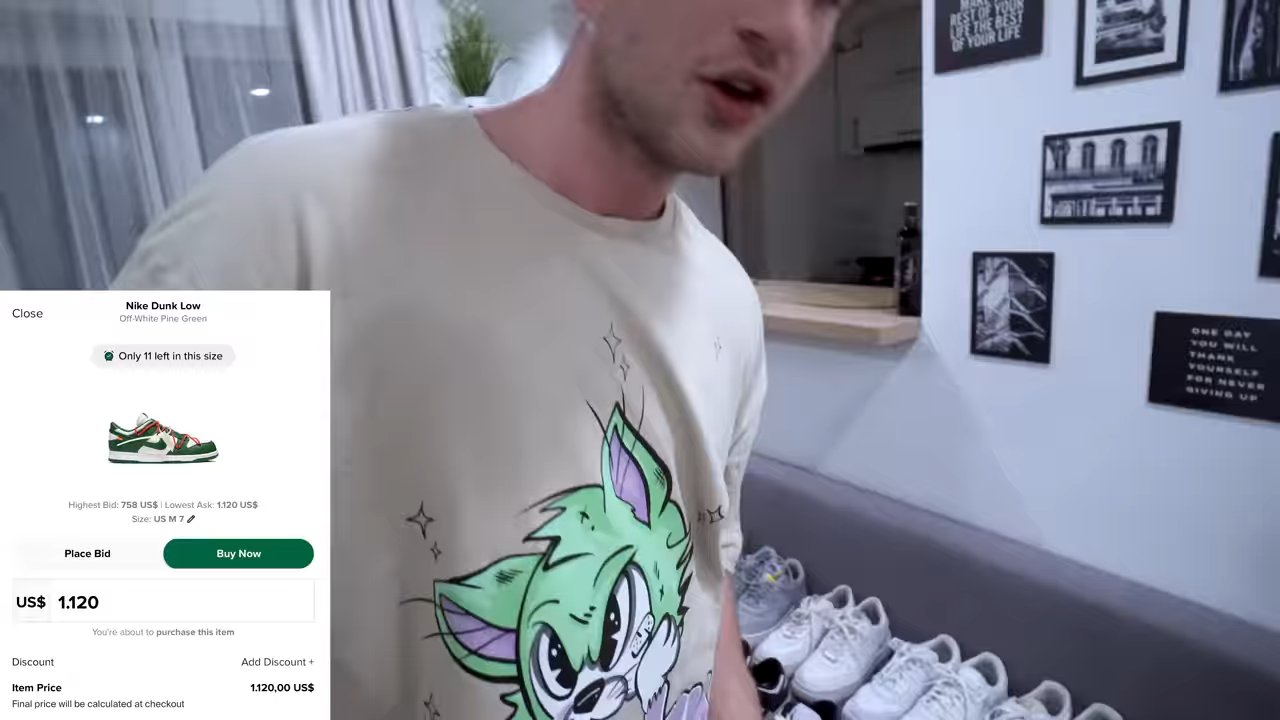 MAKE
REST OF YOUR
LIFE THE BEST
OF YOUR LIFE
ONE DAY
YOU WILL
THANK
YOURSELF
FOR NEVER
GIVING UP
Close
Nike Dunk Low
Off-White Pine Green
Only 11 left in this size
Highest Bid: 758 US$ | Lowest Ask: 1.120 US$
Size: US M 7
Place Bid
Buy Now
US$ 1.120
You're about to purchase this item
Discount
Add Discount +
Item Price
1.120,00 US$
Final price will be calculated at checkout